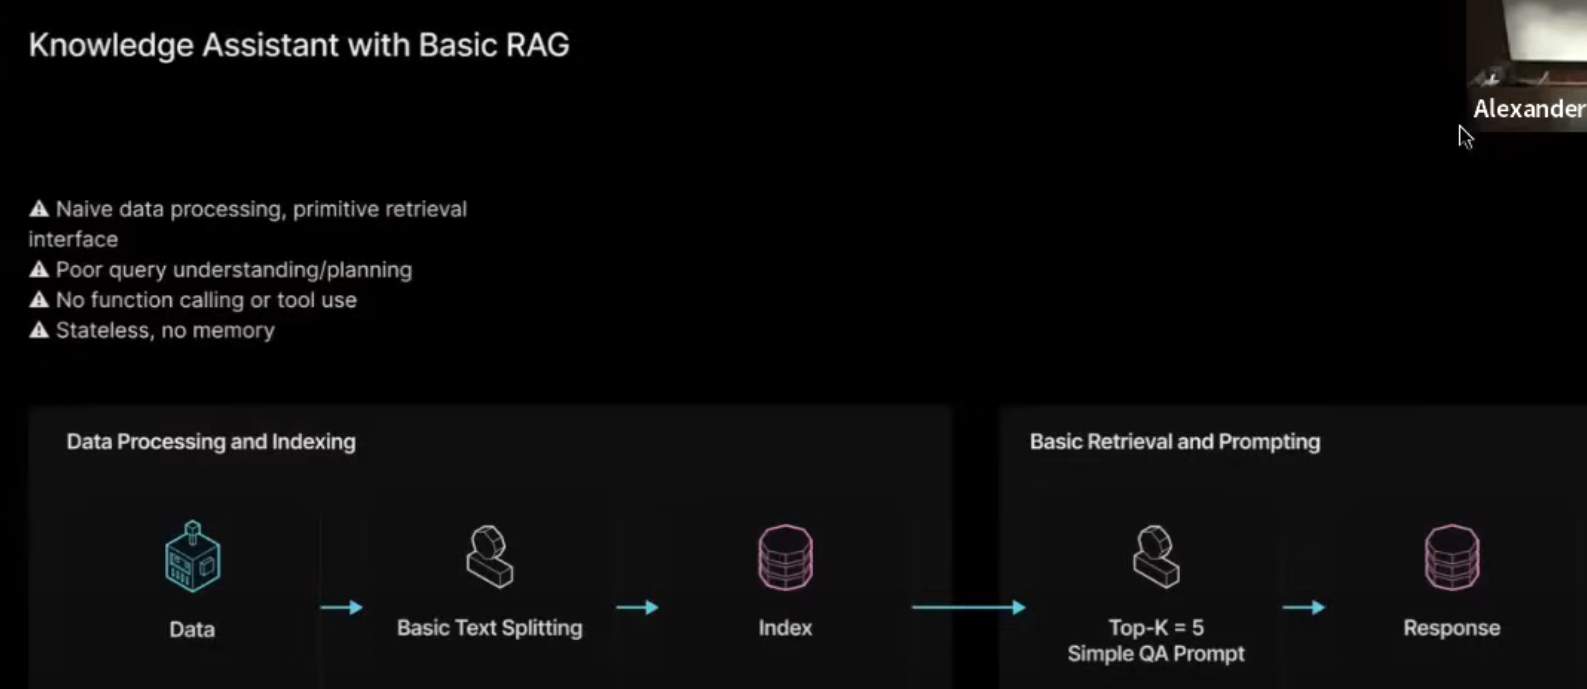 Knowledge Assistant with Basic RAG
Alexander
⚠ Naive data processing, primitive retrieval
interface
⚠ Poor query understanding/planning
⚠ No function calling or tool use
⚠ Stateless, no memory
Data Processing and Indexing
Data
Basic Text Splitting
Index
Basic Retrieval and Prompting
Top-K = 5
Simple QA Prompt
Response